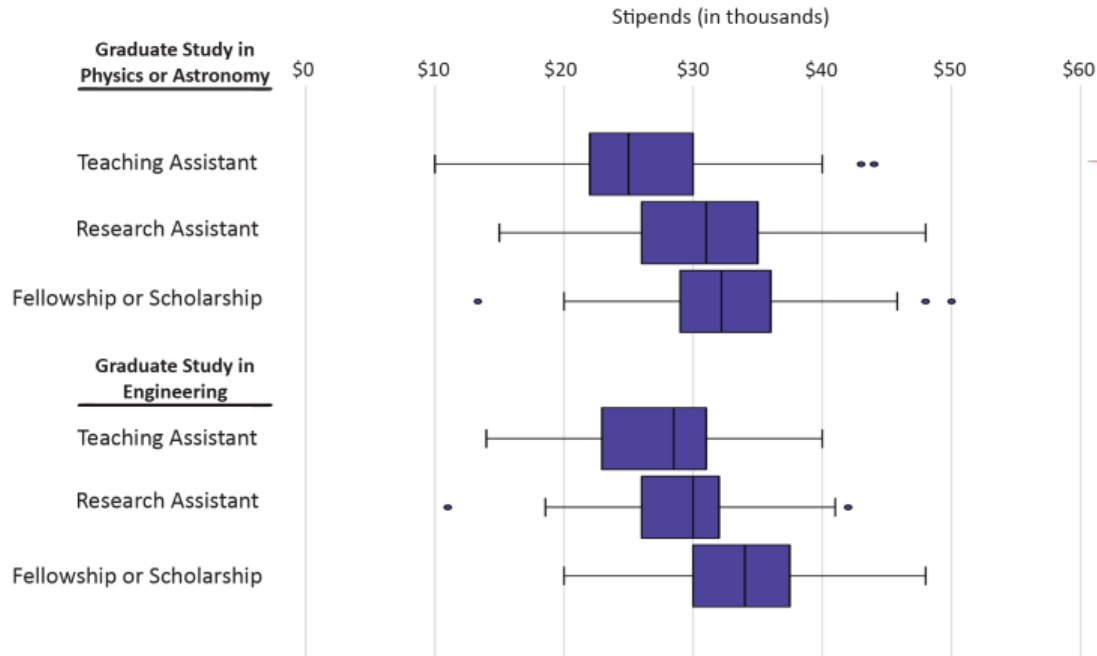 Stipends (in thousands)
Graduate Study in
Physics or Astronomy
$0 $10 $20 $30 $40 $50 $60
Teaching Assistant
Research Assistant
Fellowship or Scholarship
Graduate Study in
Engineering
Teaching Assistant
Research Assistant
Fellowship or Scholarship